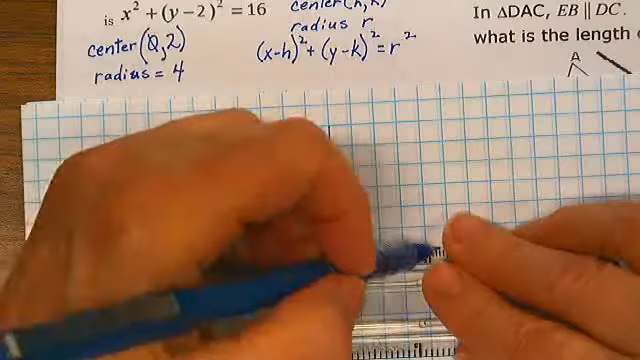 is x² + (y – 2)² = 16
center (0, 2)
radius = 4
center (h, k)
radius r
(x-h)² + (y-k)² = r²
In ΔDAC, EB ∥ DC.
what is the length
A